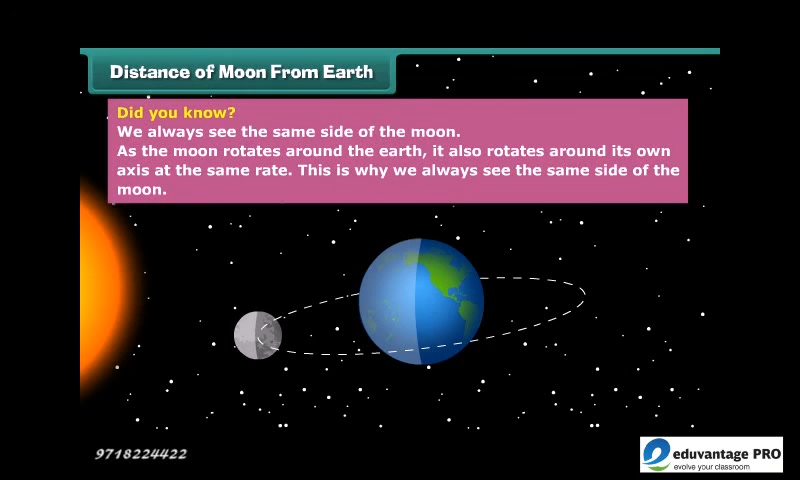 Distance of Moon From Earth
Did you know?
We always see the same side of the moon.
As the moon rotates around the earth, it also rotates around its own
axis at the same rate. This is why we always see the same side of the
moon.
9718224422
eduvantage PRO
evolve your classroom